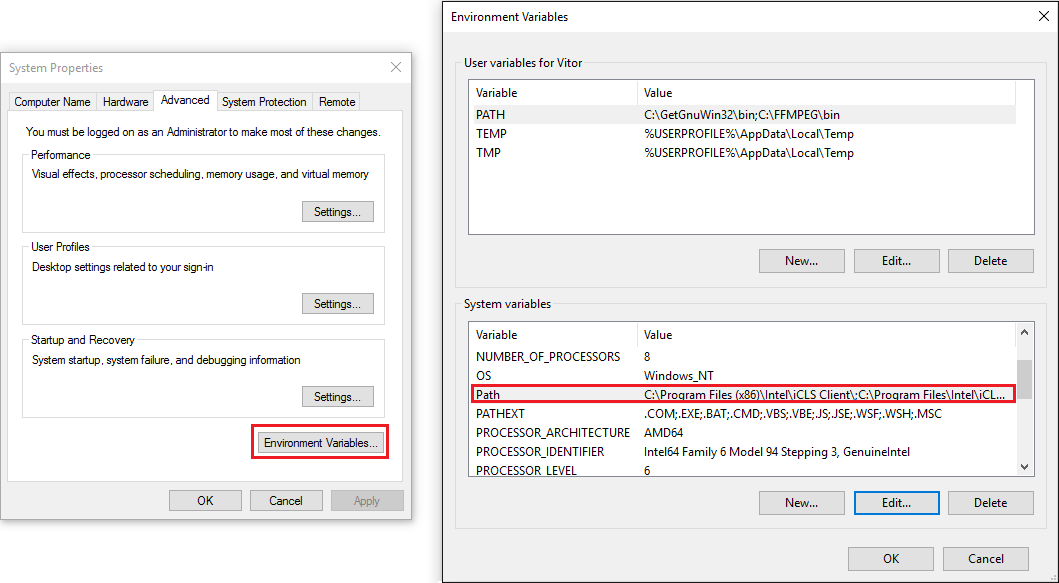 System Properties
Computer Name Hardware Advanced System Protection Remote
You must be logged on as an Administrator to make most of these changes.
Performance
Visual effects, processor scheduling, memory usage, and virtual memory
Settings...
User Profiles
Desktop settings related to your sign-in
Settings...
Startup and Recovery
System startup, system failure, and debugging information
Settings...
Environment Variables...
OK Cancel Apply
Environment Variables
User variables for Vitor
Variable Value
PATH C:\GetGnuWin32\bin;C:\FFMPEG\bin
TEMP %USERPROFILE%\AppData\Local\Temp
TMP %USERPROFILE%\AppData\Local\Temp
New... Edit... Delete
System variables
Variable Value
NUMBER_OF_PROCESSORS 8
OS Windows_NT
Path C:\Program Files (x86)\Intel\iCLS Client\;C:\Program Files\Intel\iCL...
PATHEXT .COM;.EXE;.BAT;.CMD;.VBS;.VBE;.JS;.JSE;.WSF;.WSH;.MSC
PROCESSOR_ARCHITECTURE AMD64
PROCESSOR_IDENTIFIER Intel64 Family 6 Model 94 Stepping 3, GenuineIntel
PROCESSOR_LEVEL 6
New... Edit... Delete
OK Cancel